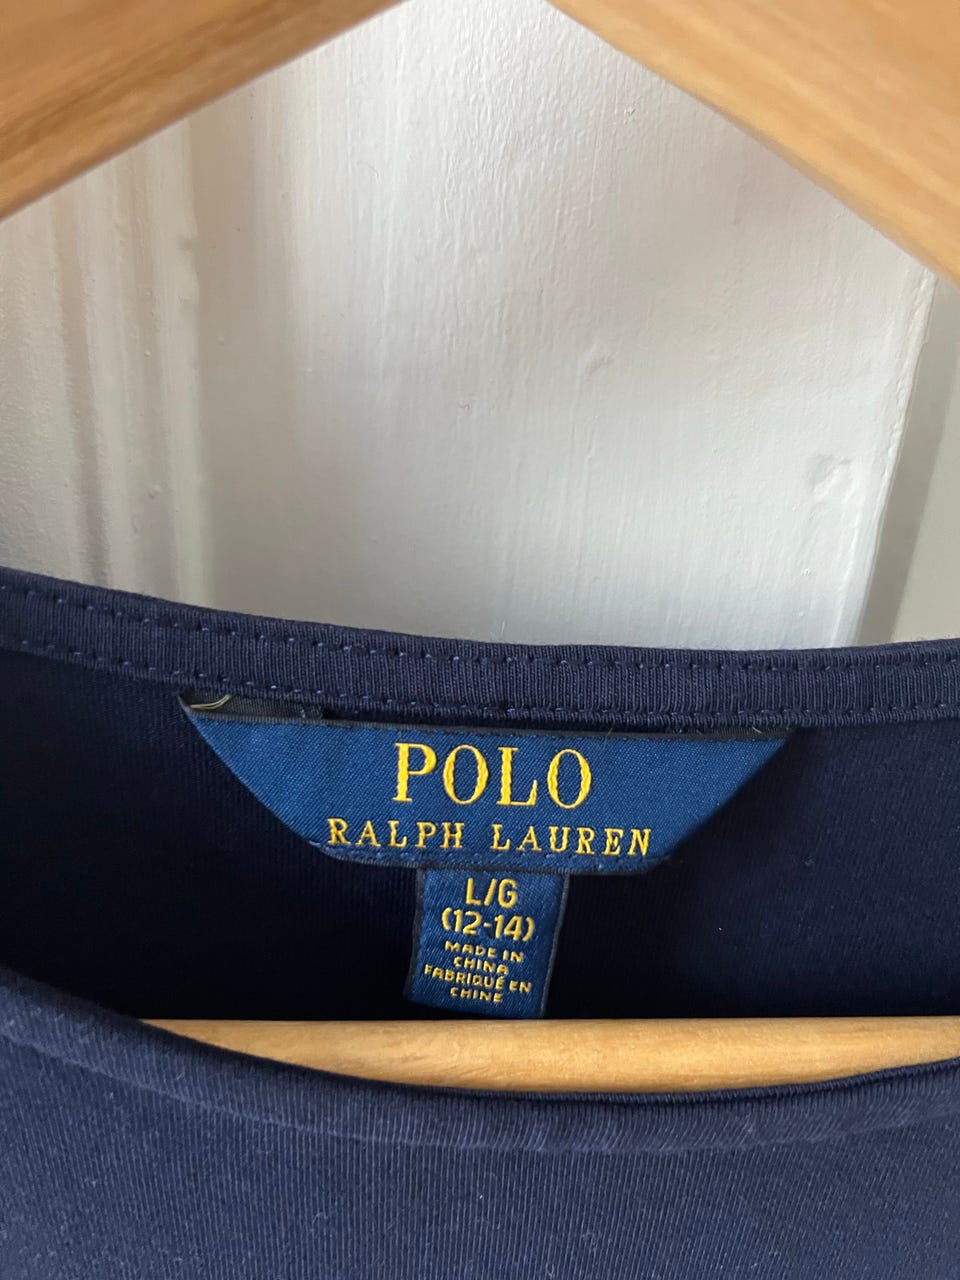 POLO
RALPH LAUREN
L/G
(12-14)
MADE IN
CHINA
FABRIQUÉ EN
CHINE